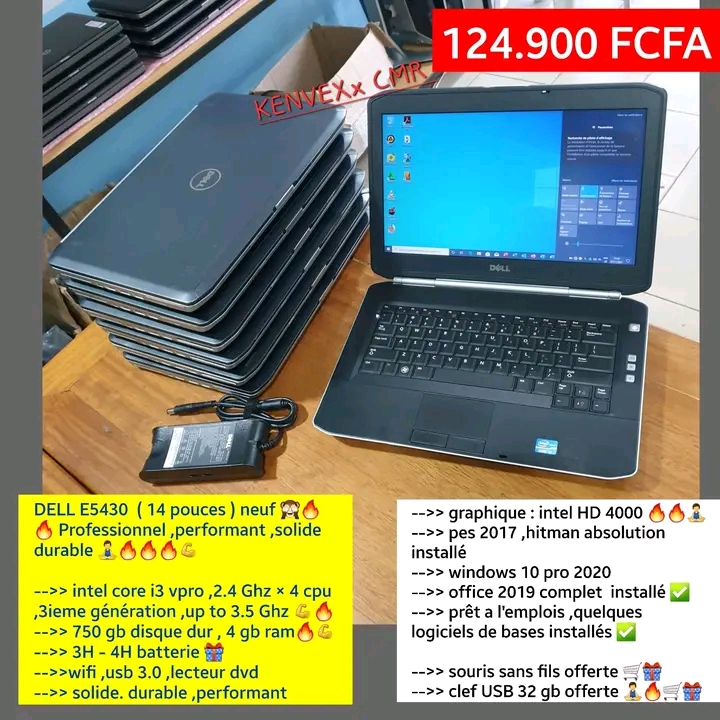 124.900 FCFA
KENVEXx CMR
DELL
DELL
DELL
DELL E5430 ( 14 pouces ) neuf 🙈🔥
🔥 Professionnel ,performant ,solide
durable 🧘‍♂️🔥🔥🔥💪
-->> intel core i3 vpro ,2.4 Ghz × 4 cpu
,3ieme génération ,up to 3.5 Ghz 💪🔥
-->> 750 gb disque dur , 4 gb ram🔥💪
-->> 3H - 4H batterie 🎁
-->>wifi ,usb 3.0 ,lecteur dvd
-->> solide. durable ,performant
-->> graphique : intel HD 4000 🔥🔥🧘‍♂️
-->> pes 2017 ,hitman absolution
installé
-->> windows 10 pro 2020
-->> office 2019 complet installé ✅
-->> prêt a l'emplois ,quelques
logiciels de bases installés ✅
-->> souris sans fils offerte 🛒🎁
-->> clef USB 32 gb offerte 🧘‍♂️🔥🛒🎁